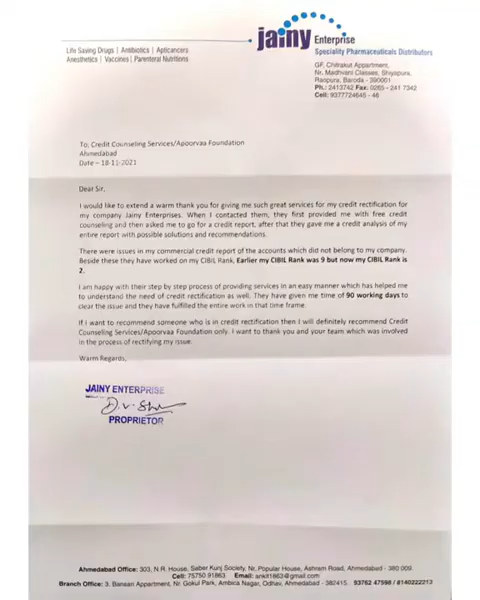 Life Saving Drugs | Antibiotics | Apticancers
Anesthetics | Vaccines | Parenteral Nutritions
jainy Enterprise
Speciality Pharmaceuticals Distributors
GF, Chitrakut Appartment,
Nr. Madhvani Classes, Shiyapura,
Raopura, Baroda - 390001
Ph.: 2413742 Fax: 0265 - 241 7342
Cell: 9377724645 - 46
To, Credit Counseling Services/Apoorvaa Foundation
Ahmedabad
Date – 18-11-2021
Dear Sir,
I would like to extend a warm thank you for giving me such great services for my credit rectification for
my company Jainy Enterprises. When I contacted them, they first provided me with free credit
counseling and then asked me to go for a credit report, after that they gave me a credit analysis of my
entire report with possible solutions and recommendations.
There were issues in my commercial credit report of the accounts which did not belong to my company.
Beside these they have worked on my CIBIL Rank, Earlier my CIBIL Rank was 9 but now my CIBIL Rank is
2.
I am happy with their step by step process of providing services in an easy manner which has helped me
to understand the need of credit rectification as well. They have given me time of 90 working days to
clear the issue and they have fulfilled the entire work in that time frame.
If I want to recommend someone who is in credit rectification then I will definitely recommend Credit
Counseling Services/Apoorvaa Foundation only. I want to thank you and your team which was involved
in the process of rectifying my issue.
Warm Regards,
JAINY ENTERPRISE
PROPRIETOR
Ahmedabad Office: 303, N.R. House, Saber Kunj Society, Nr. Popular House, Ashram Road, Ahmedabad - 380 009.
Cell: 75750 91863 Email: ankit1863@gmail.com
Branch Office: 3, Bansari Appartment, Nr. Gokul Park, Ambica Nagar, Odhav, Ahmedabad - 382415 93762 47598 / 8140222213